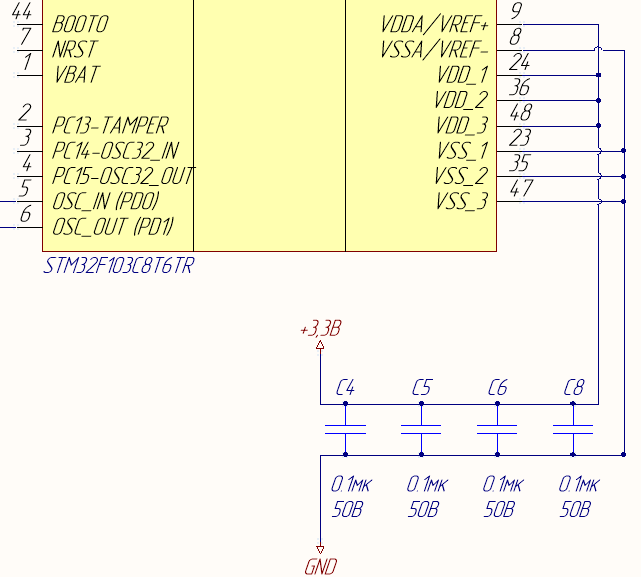 44 BOOT0 VDDA/VREF+ 9
7 NRST VSSA/VREF- 8
1 VBAT VDD_1 24
VDD_2 36
2 PC13-TAMPER VDD_3 48
3 PC14-OSC32_IN VSS_1 23
4 PC15-OSC32_OUT VSS_2 35
5 OSC_IN (PD0) VSS_3 47
6 OSC_OUT (PD1)
STM32F103C8T6TR
+3,3В
C4 C5 C6 C8
0.1мк 0.1мк 0.1мк 0.1мк
50В 50В 50В 50В
GND